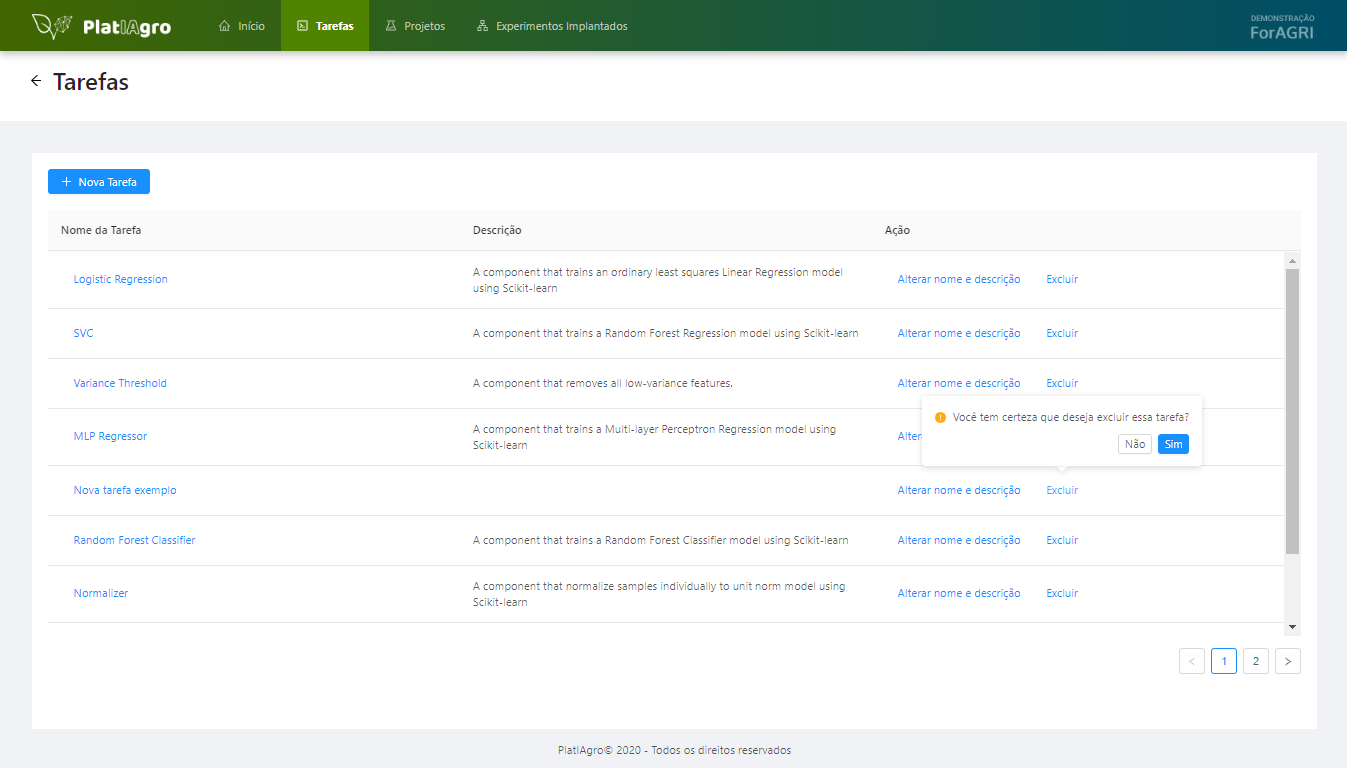 PlatIAgro
Início
Tarefas
Projetos
Experimentos Implantados
DEMONSTRAÇÃO
ForAGRI
Tarefas
Nova Tarefa
Nome da Tarefa Descrição Ação
Logistic Regression
A component that trains an ordinary least squares Linear Regression model
using Scikit-learn
Alterar nome e descrição Excluir
SVC
A component that trains a Random Forest Regression model using Scikit-learn
Alterar nome e descrição Excluir
Variance Threshold
A component that removes all low-variance features.
Alterar nome e descrição Excluir
MLP Regressor
A component that trains a Multi-layer Perceptron Regression model using
Scikit-learn
Alter
Você tem certeza que deseja excluir essa tarefa?
Não Sim
Nova tarefa exemplo
Alterar nome e descrição Excluir
Random Forest Classifier
A component that trains a Random Forest Classifier model using Scikit-learn
Alterar nome e descrição Excluir
Normalizer
A component that normalize samples individually to unit norm model using
Scikit-learn
Alterar nome e descrição Excluir
< 1 2 >
PlatIAgro© 2020 - Todos os direitos reservados